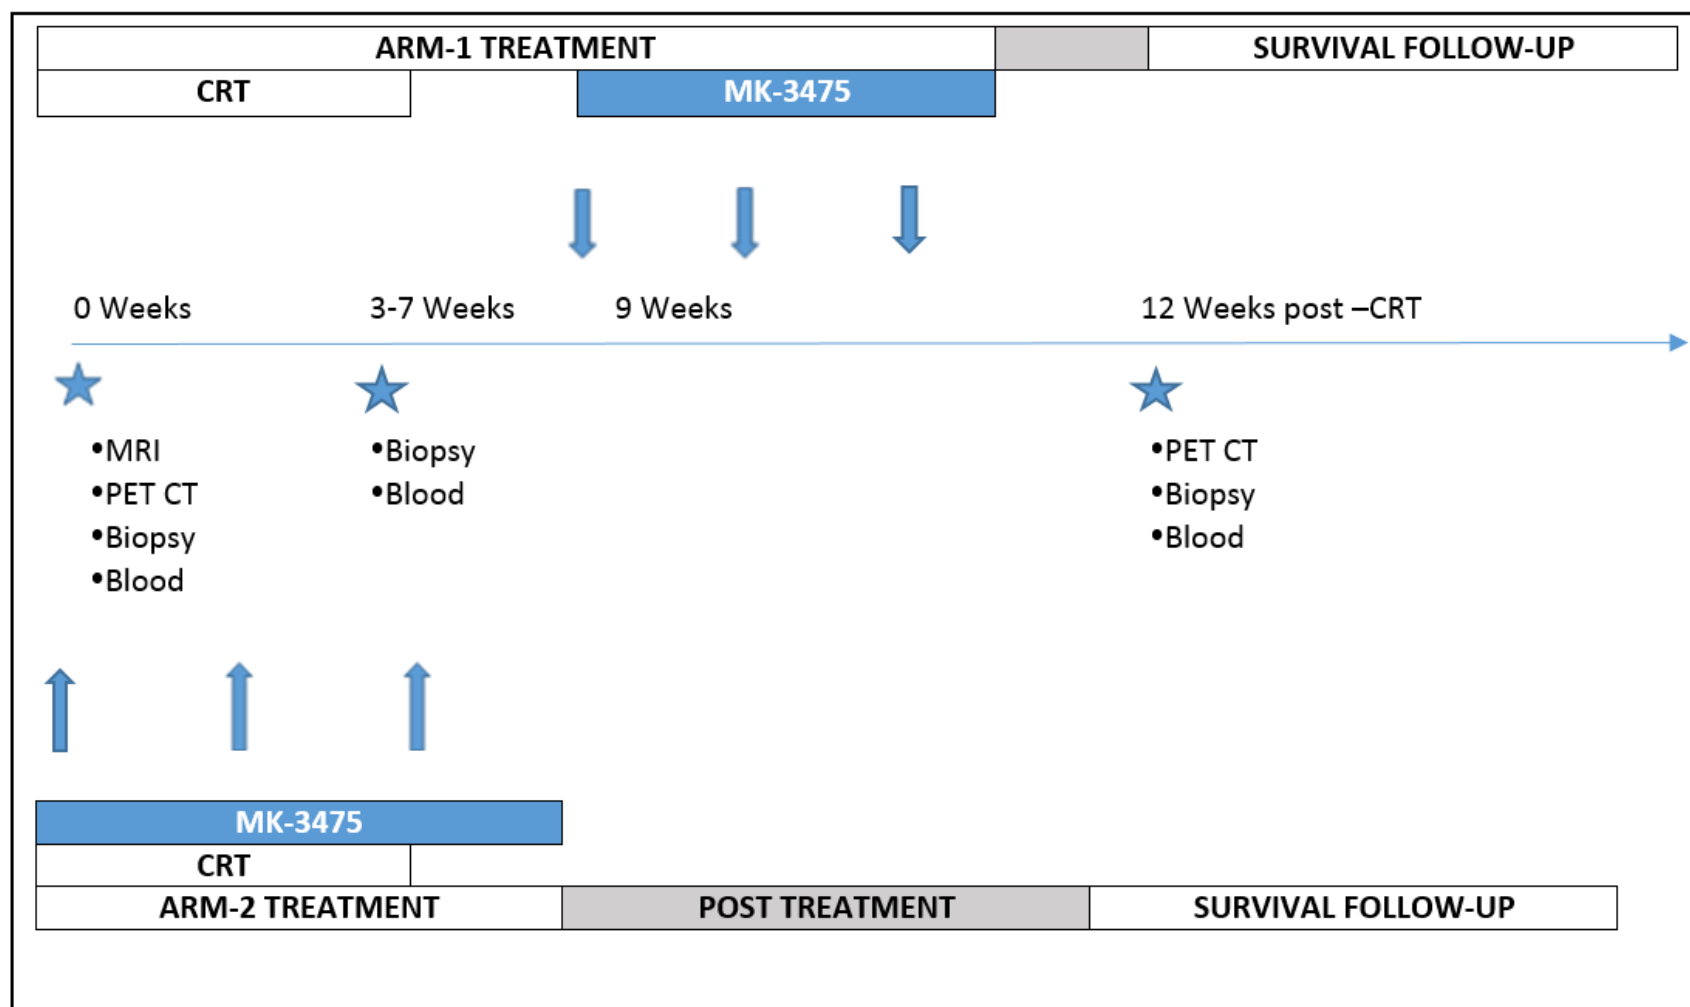 ARM-1 TREATMENT SURVIVAL FOLLOW-UP
CRT MK-3475
0 Weeks 3-7 Weeks 9 Weeks 12 Weeks post –CRT
•MRI •Biopsy •PET CT
•PET CT •Blood •Biopsy
•Biopsy •Blood
•Blood
MK-3475
CRT
ARM-2 TREATMENT POST TREATMENT SURVIVAL FOLLOW-UP